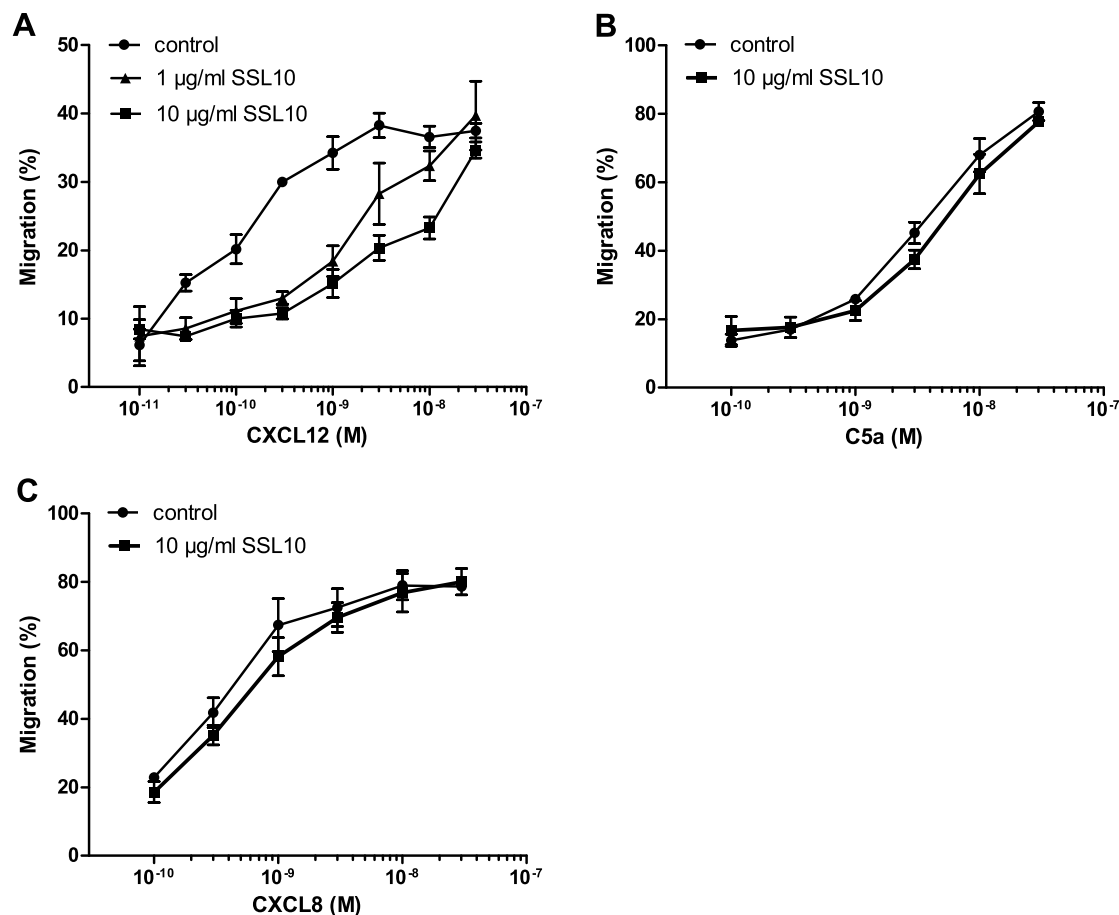 A
control
1 µg/ml SSL10
10 µg/ml SSL10
50
40
30
20
10
0
Migration (%)
10-11 10-10 10-9 10-8 10-7
CXCL12 (M)
B
control
10 µg/ml SSL10
100
80
60
40
20
0
Migration (%)
10-10 10-9 10-8 10-7
C5a (M)
C
control
10 µg/ml SSL10
100
80
60
40
20
0
Migration (%)
10-10 10-9 10-8 10-7
CXCL8 (M)